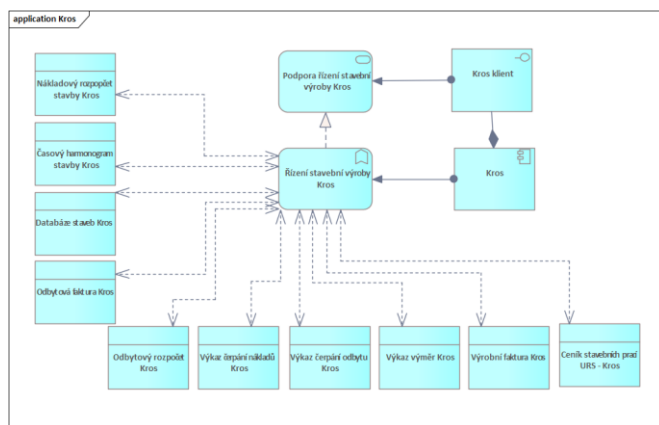 application Kros
Nákladový rozpopčet
stavby Kros
Podpora řízení stavební
výroby Kros
Kros klient
Časový harmonogram
stavby Kros
Řízení stavební výroby
Kros
Kros
Databáze staveb Kros
Odbytová faktura Kros
Odbytový rozpočet
Kros
Výkaz čerpání nákladů
Kros
Výkaz čerpání odbytu
Kros
Výkaz výměr Kros
Výrobní faktura Kros
Ceník stavebních prací
URS - Kros